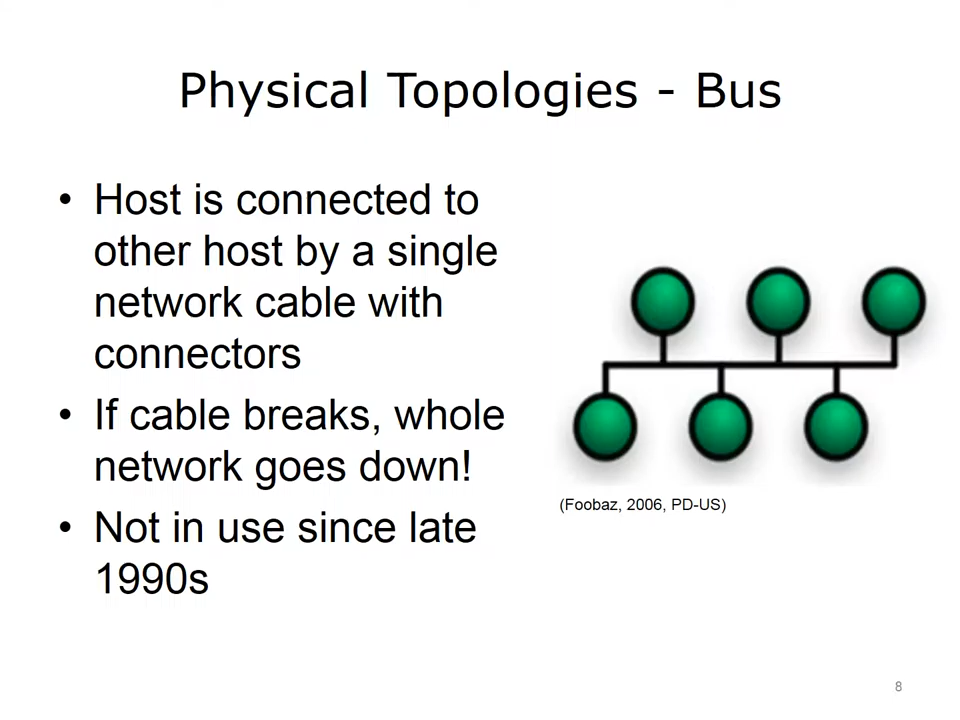 Physical Topologies - Bus
• Host is connected to
other host by a single
network cable with
connectors
• If cable breaks, whole
network goes down!
• Not in use since late
1990s
(Foobaz, 2006, PD-US)
8